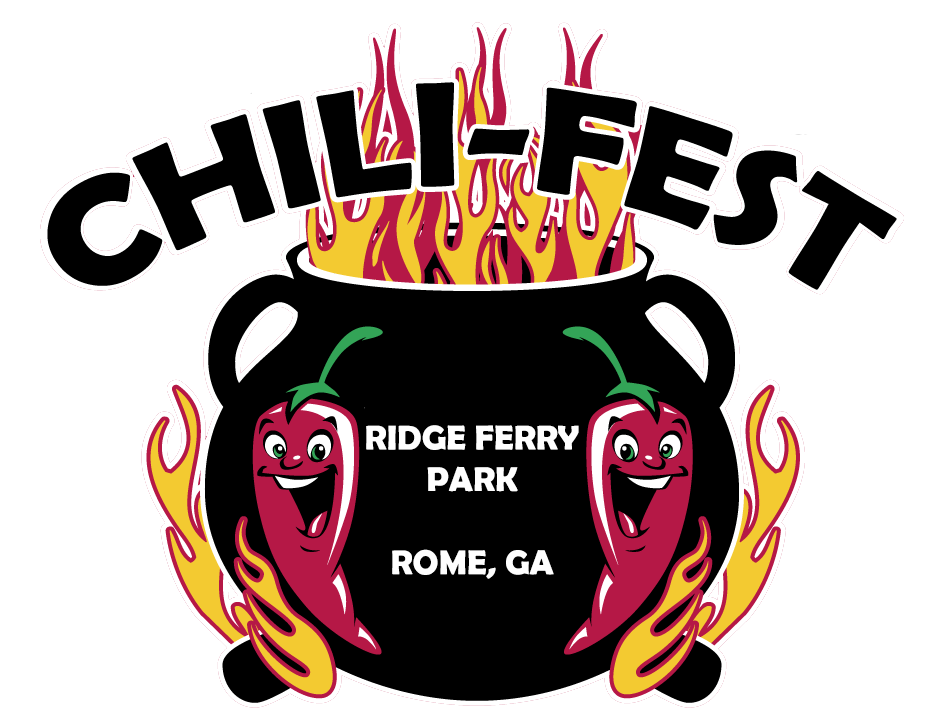 CHILI-FEST
RIDGE FERRY
PARK
ROME, GA